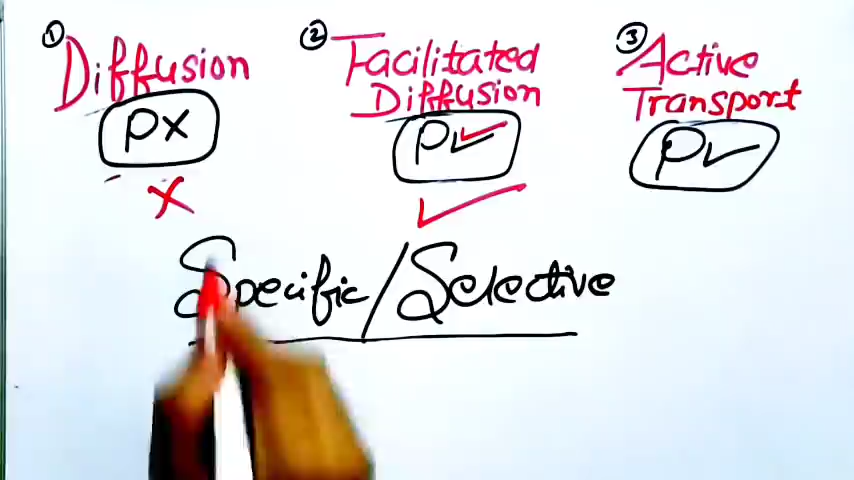 ① Diffusion
② Facilitated
Diffusion
③ Active
Transport
P×
P✓
P✓
×
✓
Specific/Selective